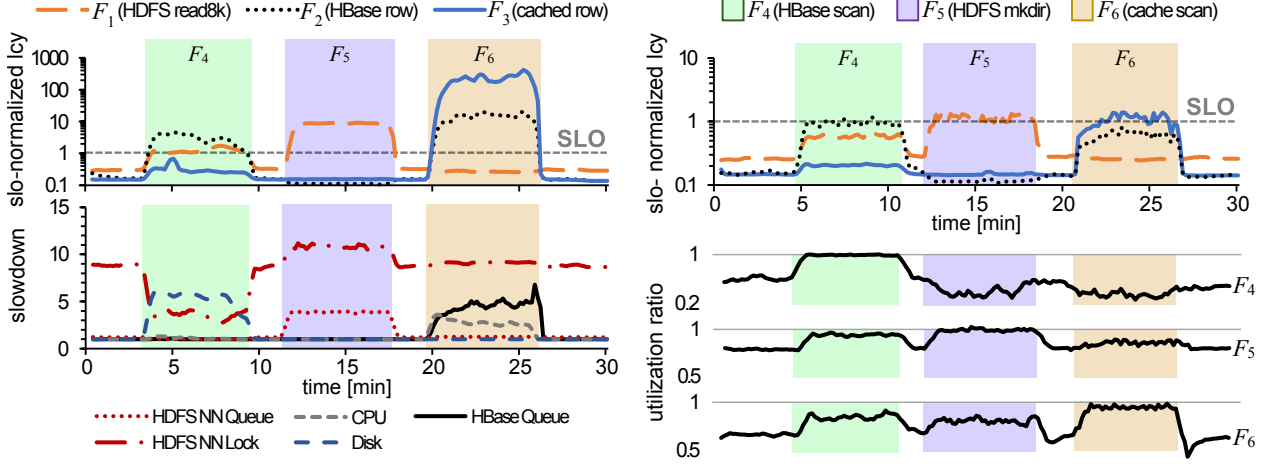 F1 (HDFS read8k) F2 (HBase row) F3 (cached row)
slo-normalized lcy
1000
100
10
1
0.1
F4 F5 F6
SLO
slowdown
15
10
5
0
0 5 10 15 20 25 30
time [min]
HDFS NN Queue CPU HBase Queue
HDFS NN Lock Disk
F4 (HBase scan) F5 (HDFS mkdir) F6 (cache scan)
slo- normalized lcy
10
1
0.1
F4 F5 F6
SLO
0 5 10 15 20 25 30
time [min]
utilization ratio
1
0.2
F4
1
0.5
F5
1
0.5
F6